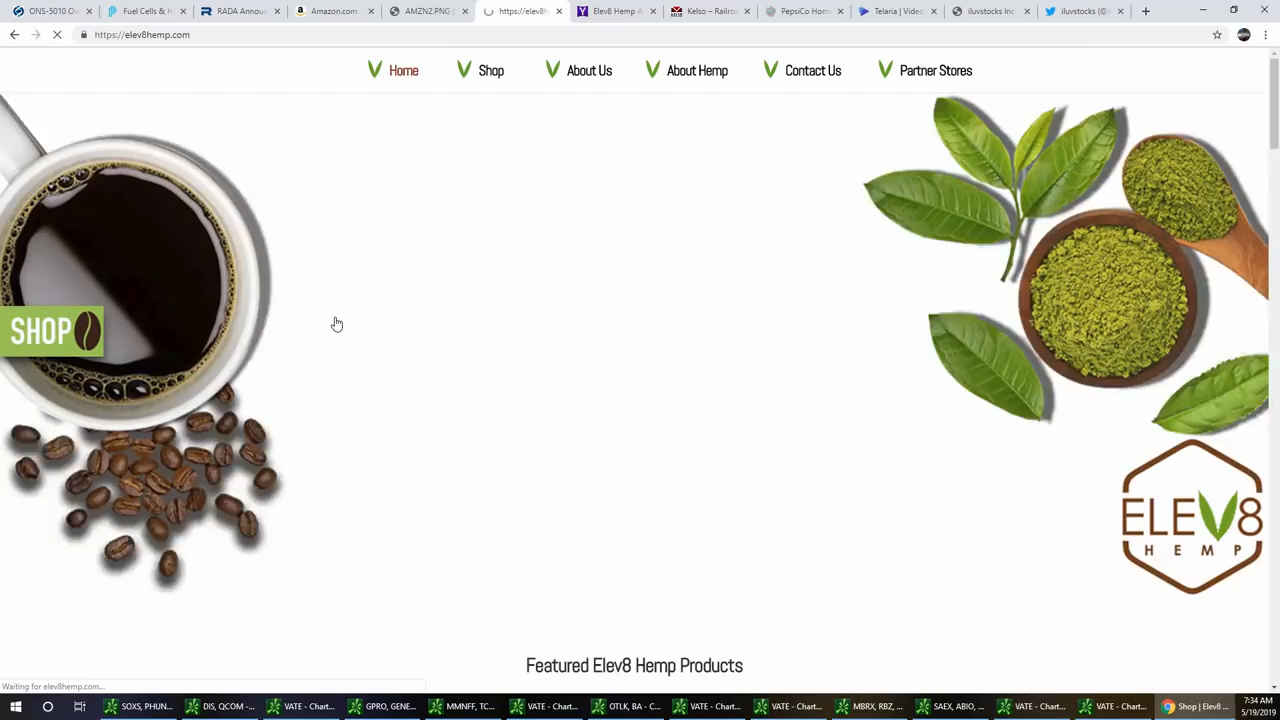 ONS-5010 Ov
Fuel Cells & H
RADA Announ
Amazon.com
AMZN2.PNG (
https://elev8h
Elev8 Hemp A
Kelso – Railro
PepsiCo Hom
Telaria | Video
iluvstocks Inc
iluvstocks (@
https://elev8hemp.com
Home
Shop
About Us
About Hemp
Contact Us
Partner Stores
SHOP
ELEV8
HEMP
Featured Elev8 Hemp Products
Waiting for elev8hemp.com...
SOXS, PHUN,...
DIS, QCOM -...
VATE - Chart...
GPRO, GENE...
MMNFF, TC...
VATE - Chart...
OTLK, BA - C...
VATE - Chart...
VATE - Chart...
MBRX, RBZ, ...
SAEX, ABIO, ...
VATE - Chart...
VATE - Chart...
Shop | Elev8 ...
7:34 AM
5/19/2019